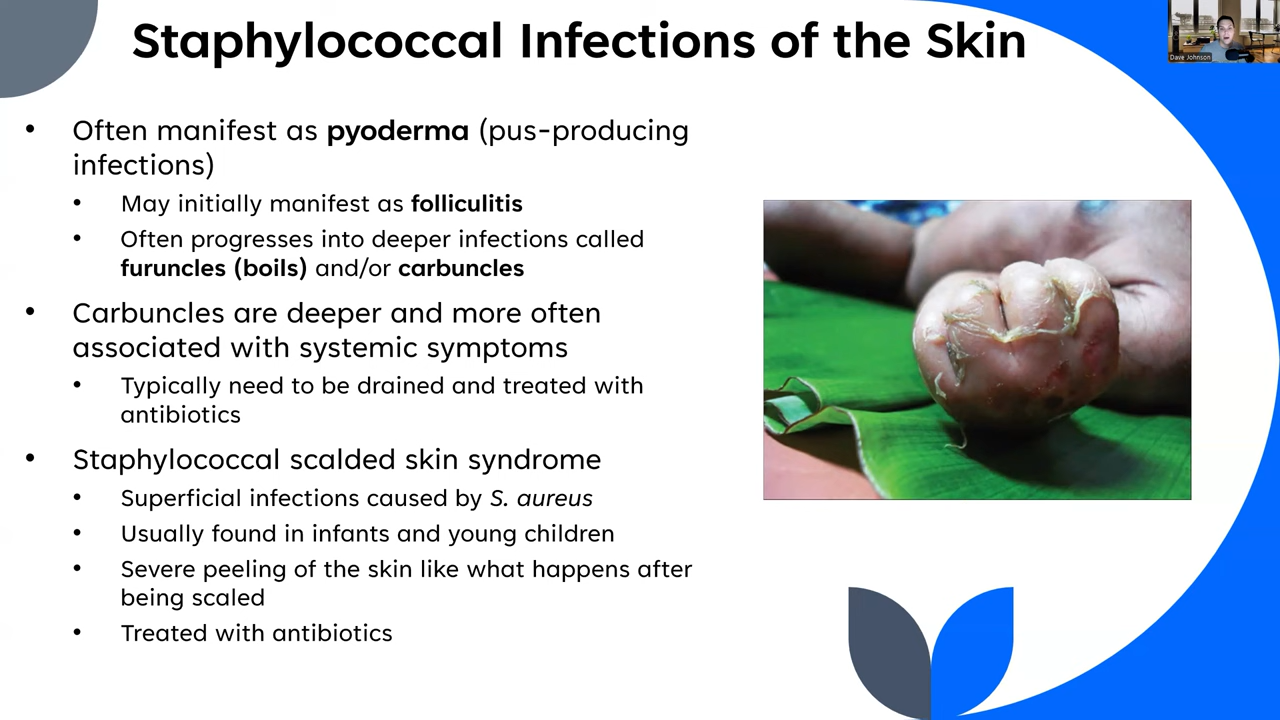 Staphylococcal Infections of the Skin
Dave Johnson
• Often manifest as pyoderma (pus-producing
infections)
• May initially manifest as folliculitis
• Often progresses into deeper infections called
furuncles (boils) and/or carbuncles
• Carbuncles are deeper and more often
associated with systemic symptoms
• Typically need to be drained and treated with
antibiotics
• Staphylococcal scalded skin syndrome
• Superficial infections caused by S. aureus
• Usually found in infants and young children
• Severe peeling of the skin like what happens after
being scaled
• Treated with antibiotics